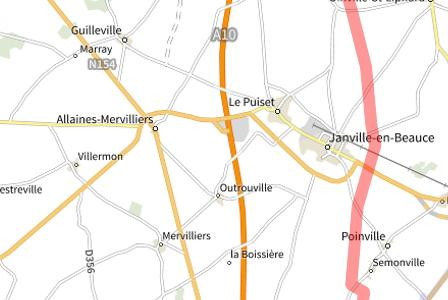 Guilleville
A10
Marray
N154
Le Puiset
Allaines-Mervilliers
Janville-en-Beauce
Villermon
estreville
Outrouville
D356
Mervilliers
la Boissière
Poinville
Semonville